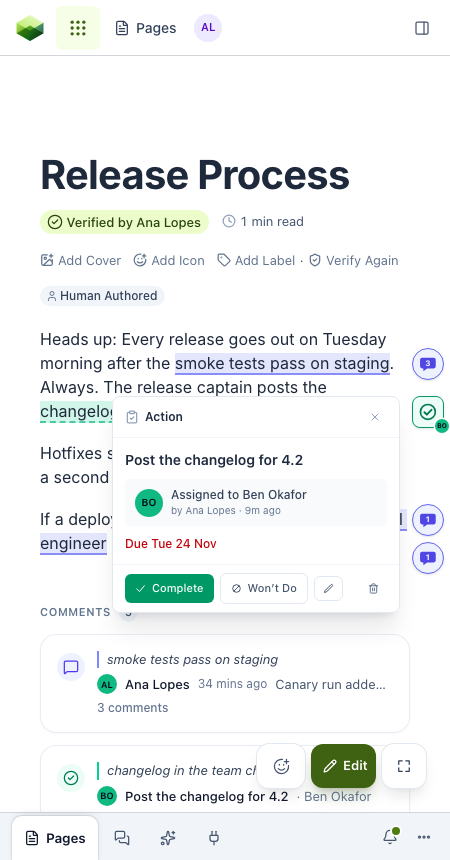 Pages
AL
Release Process
Verified by Ana Lopes
1 min read
Add Cover
Add Icon
Add Label
·
Verify Again
Human Authored
Heads up: Every release goes out on Tuesday
morning after the smoke tests pass on staging.
Always. The release captain posts the
changelog
3
BO
Action
Post the changelog for 4.2
BO
Assigned to Ben Okafor
by Ana Lopes · 9m ago
Due Tue 24 Nov
Complete
Won't Do
Hotfixes
a second
If a deploy
engineer
1
1
COMMENTS
smoke tests pass on staging
AL
Ana Lopes
34 mins ago
Canary run adde...
3 comments
changelog in the team
BO
Post the changelog for 4.2
· Ben Okafor
Edit
Pages